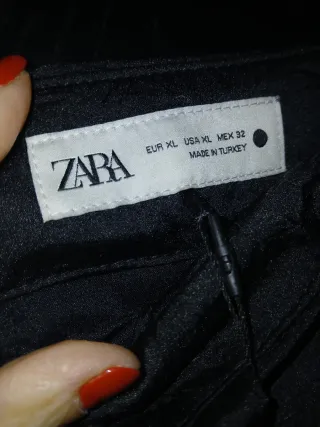 ZARA
EUR XL USA XL MEX 32
MADE IN TURKEY